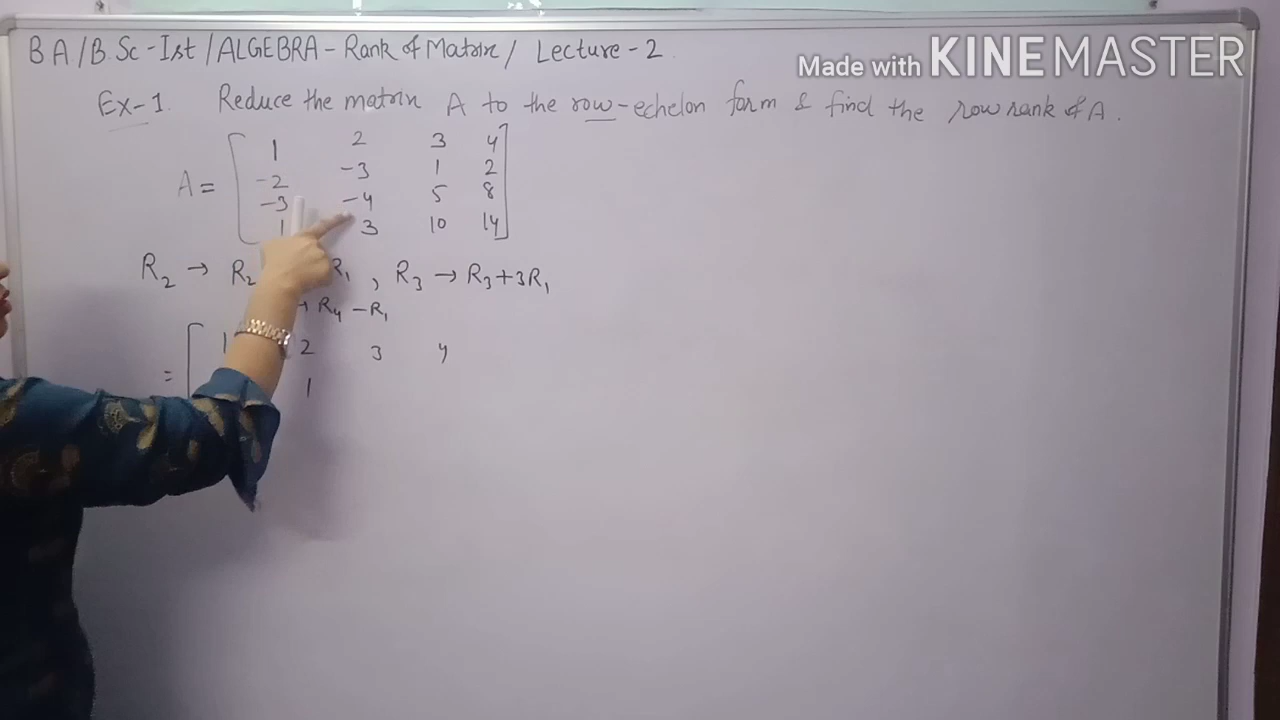 BA/B.Sc-Ist/ALGEBRA-Rank of Matrix/ Lecture-2
Made with KINEMASTER
Ex-1. Reduce the matrix A to the row-echelon form & find the row rank of A.
A = [ 1 2 3 4
-2 -3 1 2
-3 -4 5 8
1 3 10 14 ]
R2 → R2 R1 , R3 → R3+3R1
→ R4 - R1
= [ 1 2 3 4
1